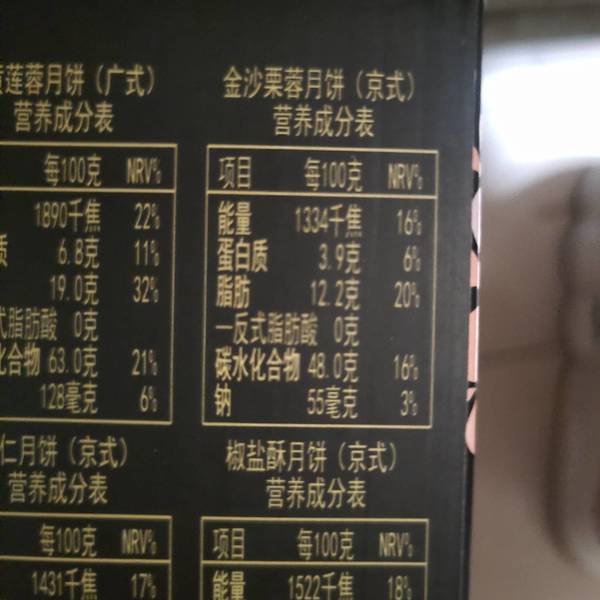 莲蓉月饼（广式）
营养成分表
每100克 NRV%
1890千焦 22%
质 6.8克 11%
19.0克 32%
式脂肪酸 0克
化合物 63.0克 21%
128毫克 6%
金沙栗蓉月饼（京式）
营养成分表
项目 每100克 NRV%
能量 1334千焦 16%
蛋白质 3.9克 6%
脂肪 12.2克 20%
—反式脂肪酸 0克
碳水化合物 48.0克 16%
钠 55毫克 3%
仁月饼（京式）
营养成分表
每100克 NRV%
1431千焦 17%
椒盐酥月饼（京式）
营养成分表
项目 每100克 NRV%
能量 1522千焦 18%